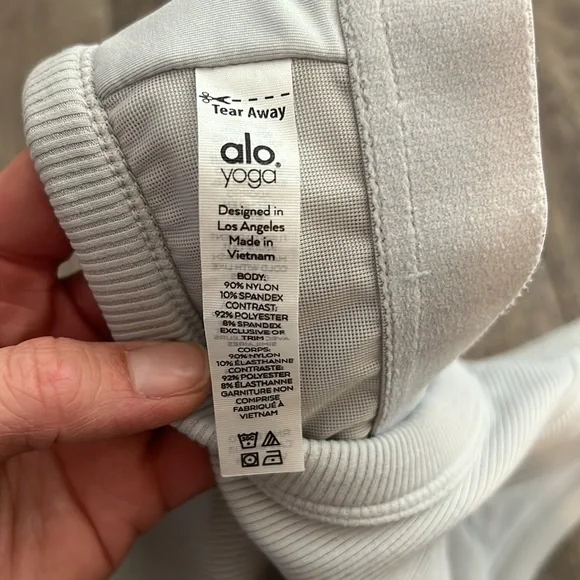 Tear Away
alo®
yoga
Designed in
Los Angeles
Made in
Vietnam
BODY:
90% NYLON
10% SPANDEX
CONTRAST:
92% POLYESTER
8% SPANDEX
EXCLUSIVE OF
TRIM
CORPS:
90% NYLON
10% ÉLASTHANNE
CONTRASTE:
92% POLYESTER
8% ÉLASTHANNE
GARNITURE NON
COMPRISE
FABRIQUÉ À
VIETNAM